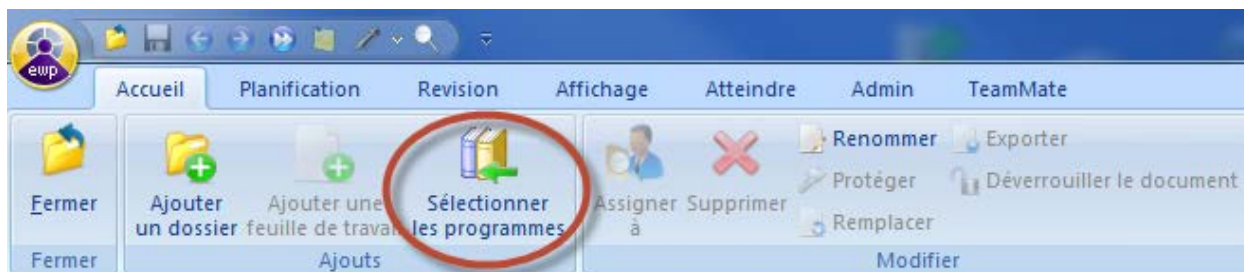 ewp
Accueil Planification Revision Affichage Atteindre Admin TeamMate
Fermer
Ajouter
un dossier
Ajouter une
feuille de travail
Sélectionner
les programmes
Assigner
à
Supprimer
Renommer
Protéger
Remplacer
Exporter
Déverrouiller le document
Fermer Ajouts Modifier